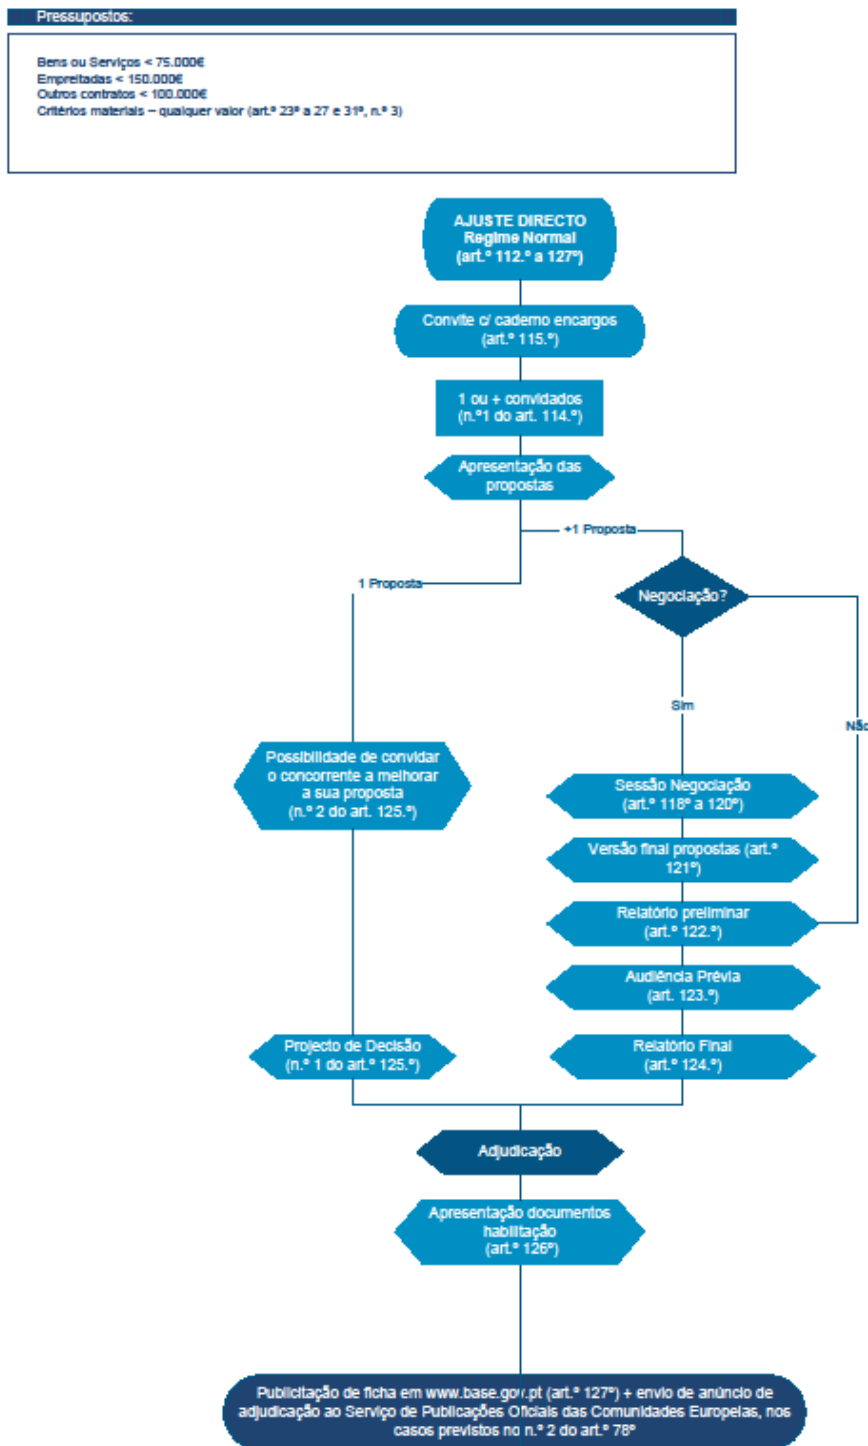 Pressupostos:
Bens ou Serviços < 75.000€
Empreitadas < 150.000€
Outros contratos < 100.000€
Critérios materiais – qualquer valor (art.º 23º a 27 e 31º, n.º 3)
AJUSTE DIRECTO
Regime Normal
(art.º 112.º a 127º)
Convite c/ caderno encargos
(art.º 115.º)
1 ou + convidados
(n.º1 do art. 114.º)
Apresentação das
propostas
+1 Proposta
1 Proposta
Negociação?
Sim
Não
Possibilidade de convidar
o concorrente a melhorar
a sua proposta
(n.º 2 do art. 125.º)
Sessão Negociação
(art.º 118º a 120º)
Versão final propostas (art.º
121º)
Relatório preliminar
(art.º 122.º)
Audiência Prévia
(art. 123.º)
Projecto de Decisão
(n.º 1 do art.º 125.º)
Relatório Final
(art.º 124.º)
Adjudicação
Apresentação documentos
habilitação
(art.º 126º)
Publicitação de ficha em www.base.gov.pt (art.º 127º) + envio de anúncio de
adjudicação ao Serviço de Publicações Oficiais das Comunidades Europeias, nos
casos previstos no n.º 2 do art.º 78º